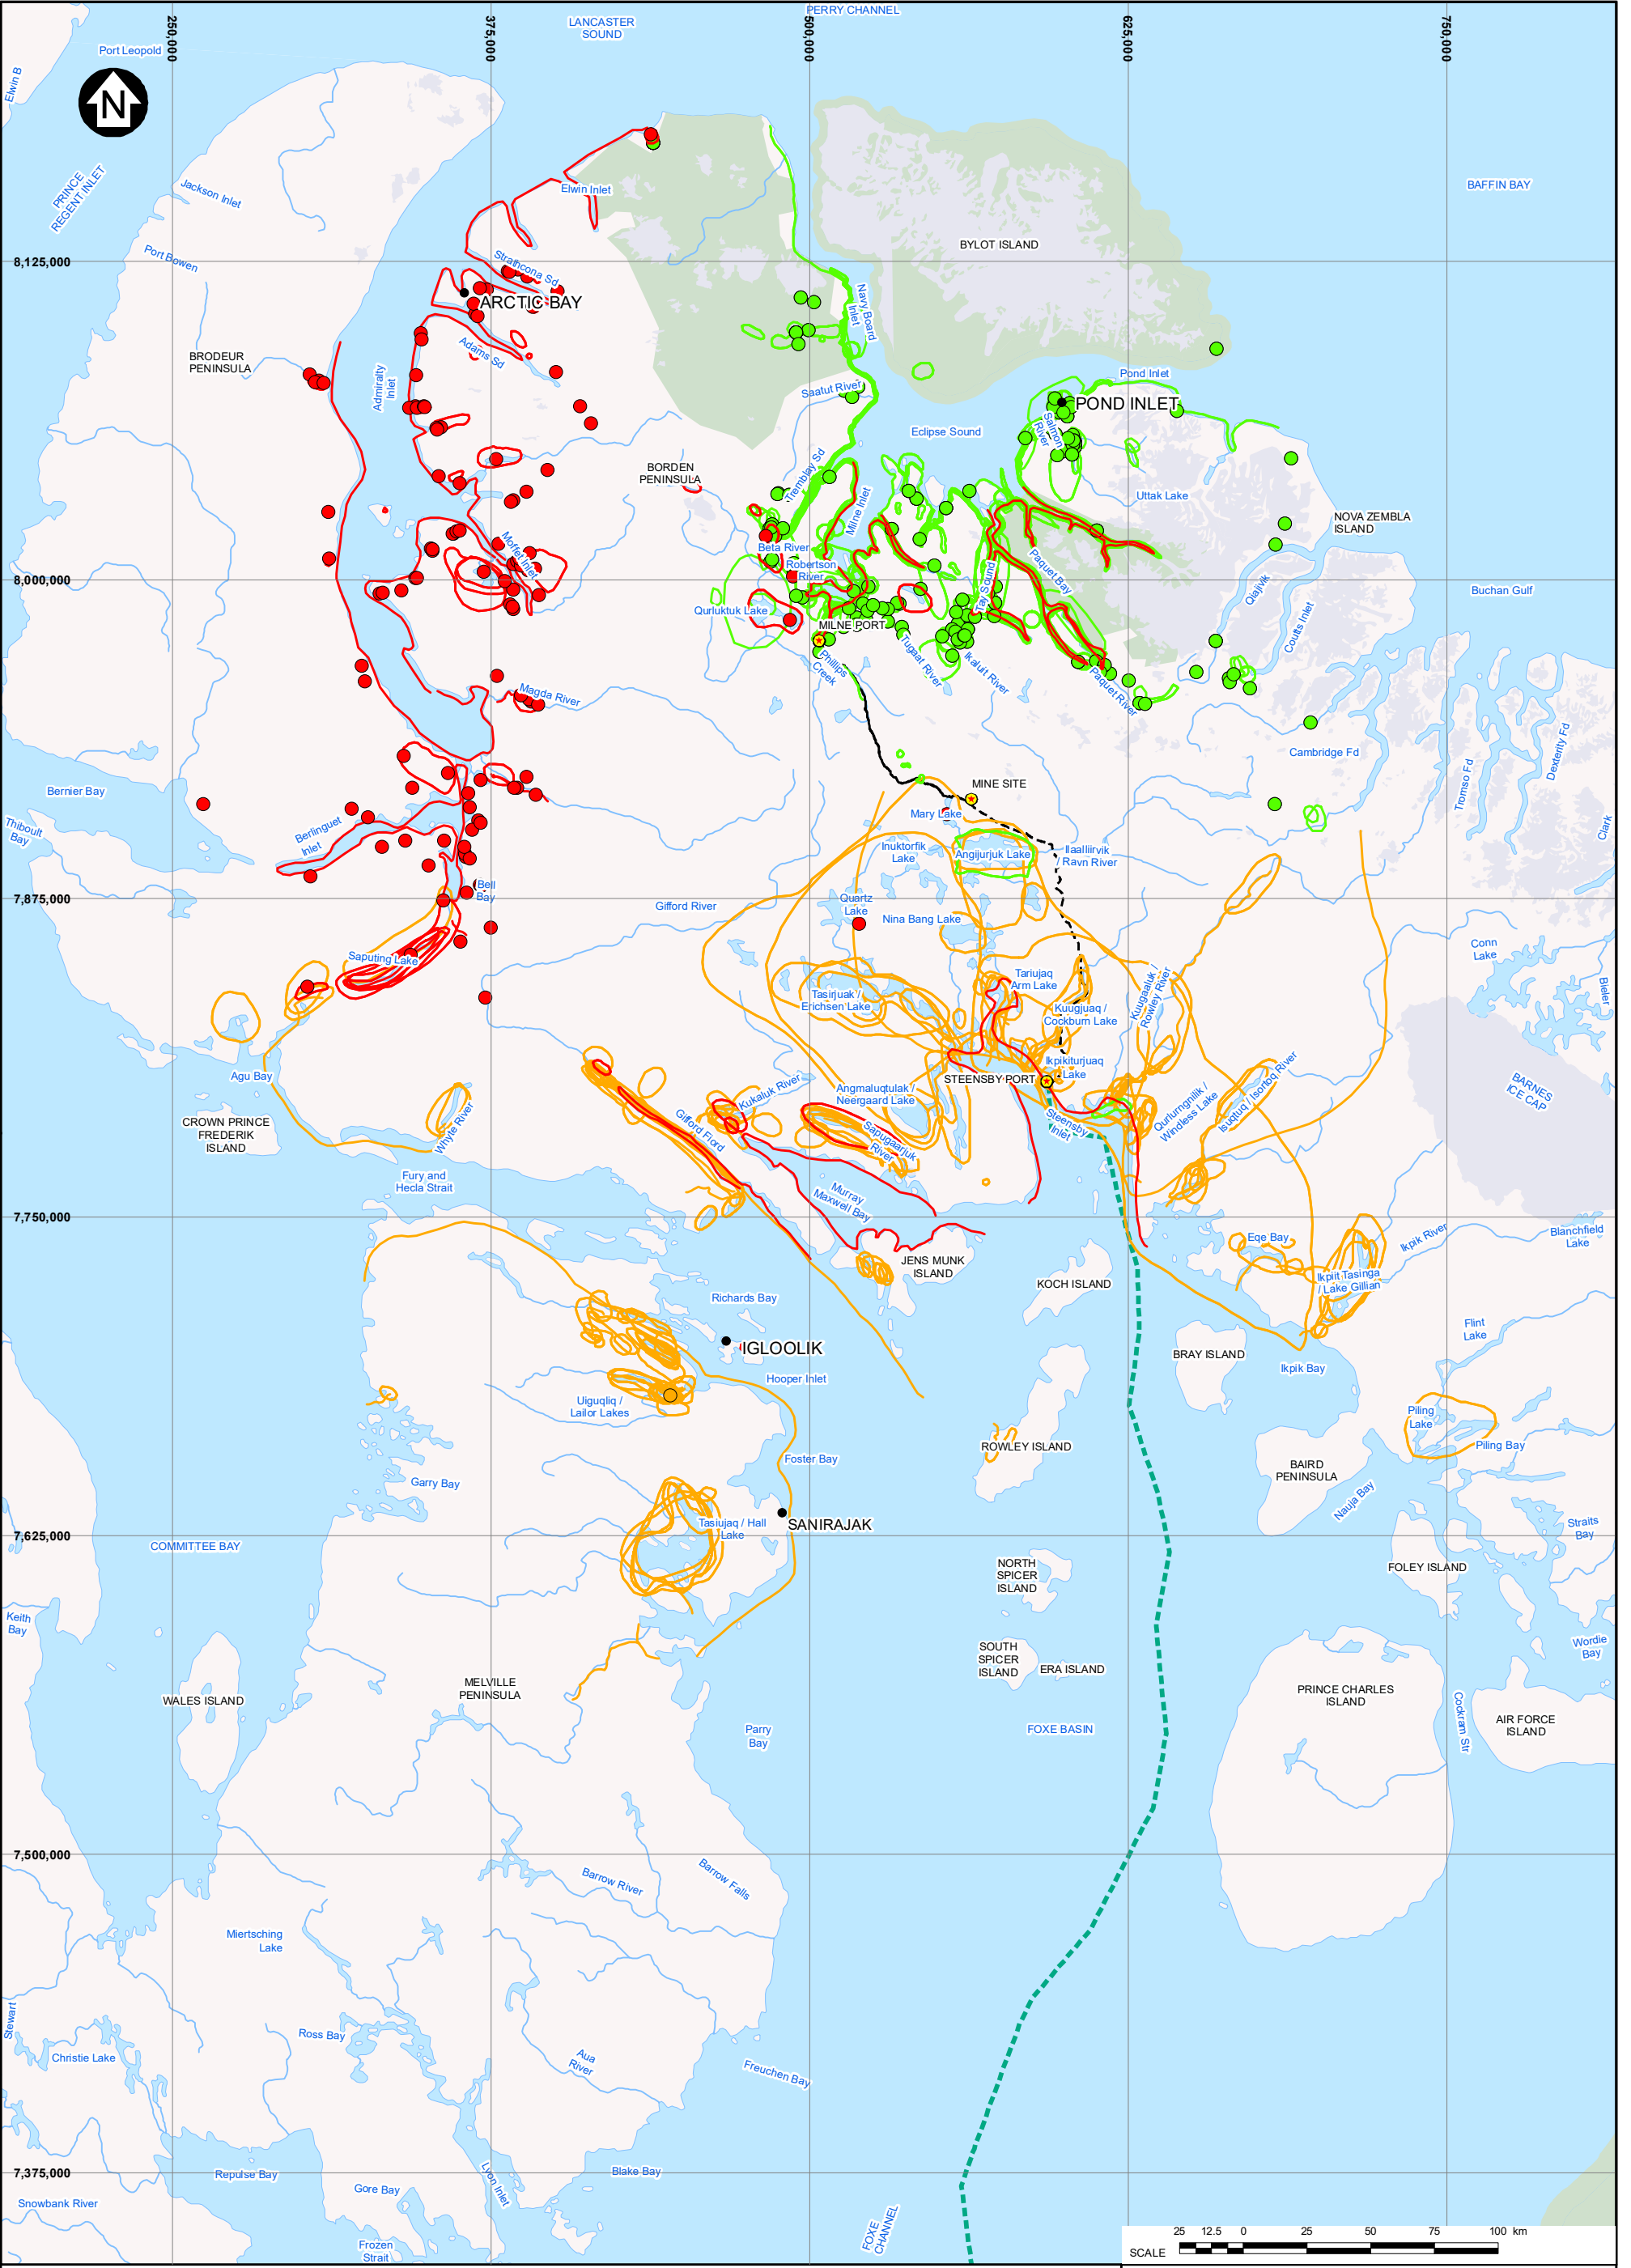 PERRY CHANNEL
LANCASTER
SOUND
250,000
375,000
500,000
625,000
750,000
Port Leopold
Elwin B
N
PRINCE
REGENT INLET
Jackson Inlet
Elwin Inlet
BAFFIN BAY
Port Bowen
BYLOT ISLAND
8,125,000
Strathcona Sd
ARCTIC BAY
Navy Board
Inlet
BRODEUR
PENINSULA
Adams Sd
Admiralty
Inlet
Saatut River
Pond Inlet
POND INLET
Salmon
River
Eclipse Sound
BORDEN
PENINSULA
Tremblay Sd
Milne Inlet
Uttak Lake
NOVA ZEMBLA
ISLAND
Moffet Inlet
Beta River
Robertson
River
Paquet Bay
Tay Sound
8,000,000
Qurluktuk Lake
Qlajivik
Coutts Inlet
Buchan Gulf
MILNE PORT
Phillips
Creek
Tugaat River
Ikaluit River
Paquet River
Magda River
Cambridge Fd
Tromso Fd
Dexterity Fd
Bernier Bay
MINE SITE
Thiboult
Bay
Berlinguet
Inlet
Mary Lake
Clark
Inuktorfik
Lake
Angijurjuk Lake
Ilaalliirvik
/ Ravn River
7,875,000
Bell
Bay
Gifford River
Quartz
Lake
Nina Bang Lake
Conn
Lake
Saputing Lake
Tasirjuak /
Erichsen Lake
Tariujaq
Arm Lake
Kuugaaluk /
Rowley River
Bieler
Kuugjuaq /
Cockburn Lake
Agu Bay
Ikpikiturjuaq
Lake
STEENSBY PORT
Kukaluk River
Angmaluqtulak /
Neergaard Lake
BARNES
ICE CAP
CROWN PRINCE
FREDERIK
ISLAND
Whyte River
Gifford Fiord
Sapugaarjuk
River
Steensby
Inlet
Qurlurngnilik /
Windless Lake
Isuqtuq / Isortoq River
Fury and
Hecla Strait
Murray
Maxwell Bay
7,750,000
JENS MUNK
ISLAND
KOCH ISLAND
Eqe Bay
Ikpik River
Blanchfield
Lake
Ikpiit Tasinga
/ Lake Gillian
Richards Bay
IGLOOLIK
BRAY ISLAND
Flint
Lake
Hooper Inlet
Ikpik Bay
Uiguqliq /
Lailor Lakes
Piling
Lake
Piling Bay
ROWLEY ISLAND
Foster Bay
BAIRD
PENINSULA
Garry Bay
Nauja Bay
Tasiujaq / Hall
Lake
SANIRAJAK
Straits
Bay
7,625,000
COMMITTEE BAY
NORTH
SPICER
ISLAND
FOLEY ISLAND
Keith
Bay
SOUTH
SPICER
ISLAND
ERA ISLAND
Wordie
Bay
WALES ISLAND
MELVILLE
PENINSULA
PRINCE CHARLES
ISLAND
Cockram Str
AIR FORCE
ISLAND
Parry
Bay
FOXE BASIN
7,500,000
Barrow River
Barrow Falls
Miertsching
Lake
Stewart
Ross Bay
Christie Lake
Aua
River
Freuchen Bay
7,375,000
Repulse Bay
Gore Bay
Lyon Inlet
Blake Bay
Snowbank River
Frozen
Strait
FOXE
CHANNEL
25 12.5 0 25 50 75 100 km
SCALE